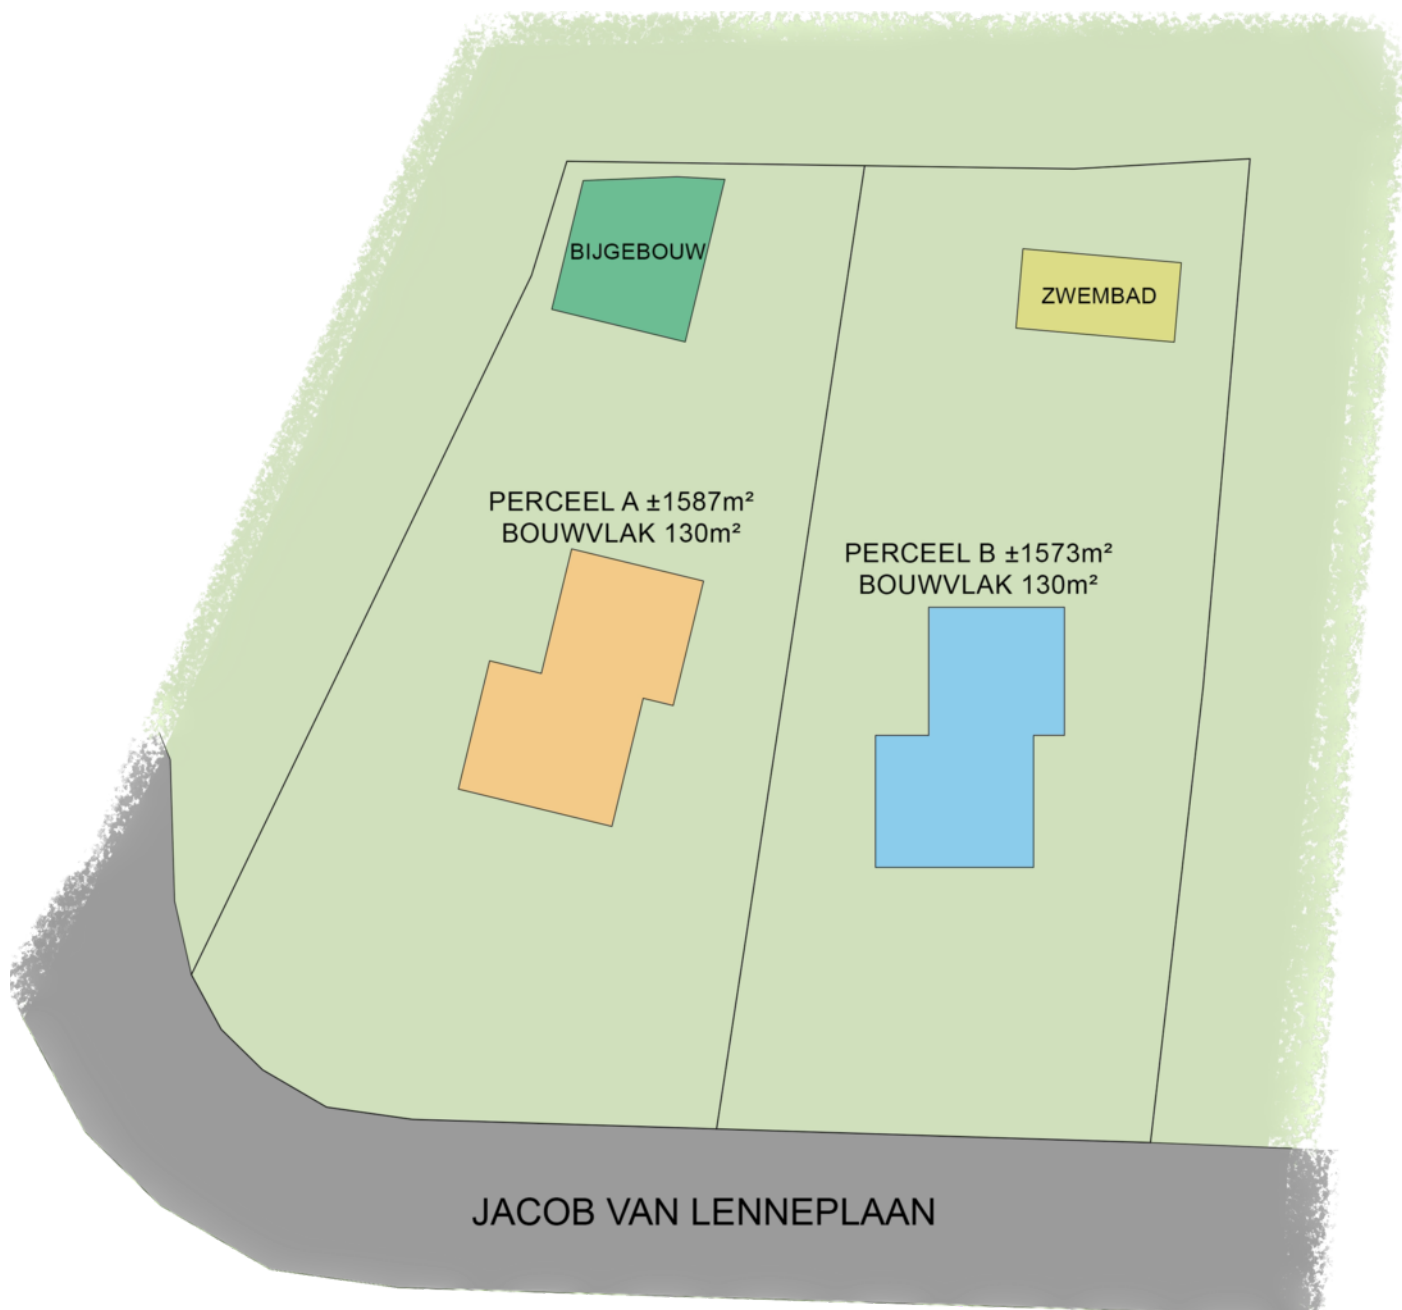 BIJGEBOUW
ZWEMBAD
PERCEEL A ±1587m²
BOUWVLAK 130m²
PERCEEL B ±1573m²
BOUWVLAK 130m²
JACOB VAN LENNEPLAAN